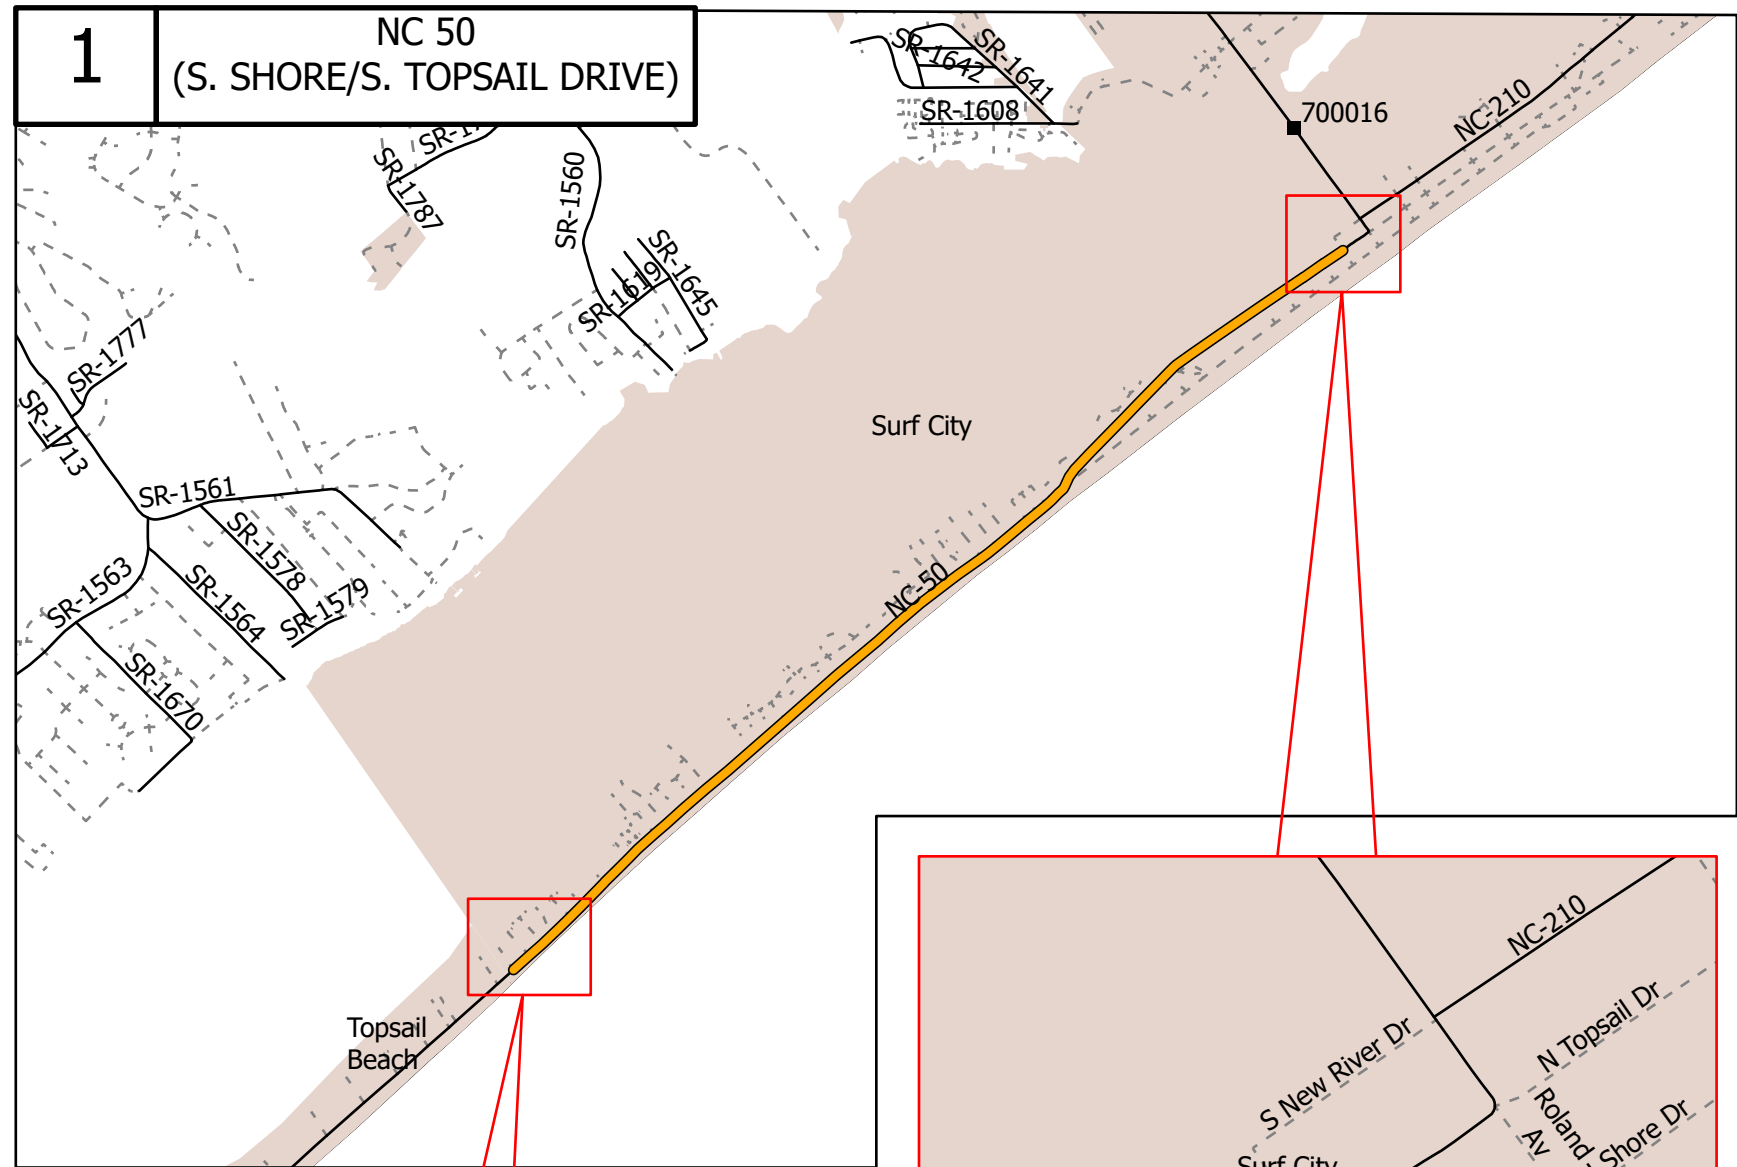 1
NC 50
(S. SHORE/S. TOPSAIL DRIVE)
SR-1642
SR-1641
SR-1608
700016
NC-210
SR-1787
SR-1560
SR-1645
SR-1619
SR-1777
SR-1713
Surf City
SR-1561
SR-1578
SR-1563
SR-1564
SR-1579
NC-50
SR-1670
Topsail
Beach
NC-210
N Topsail Dr
S New River Dr
Roland
Av
Shore Dr
Surf City